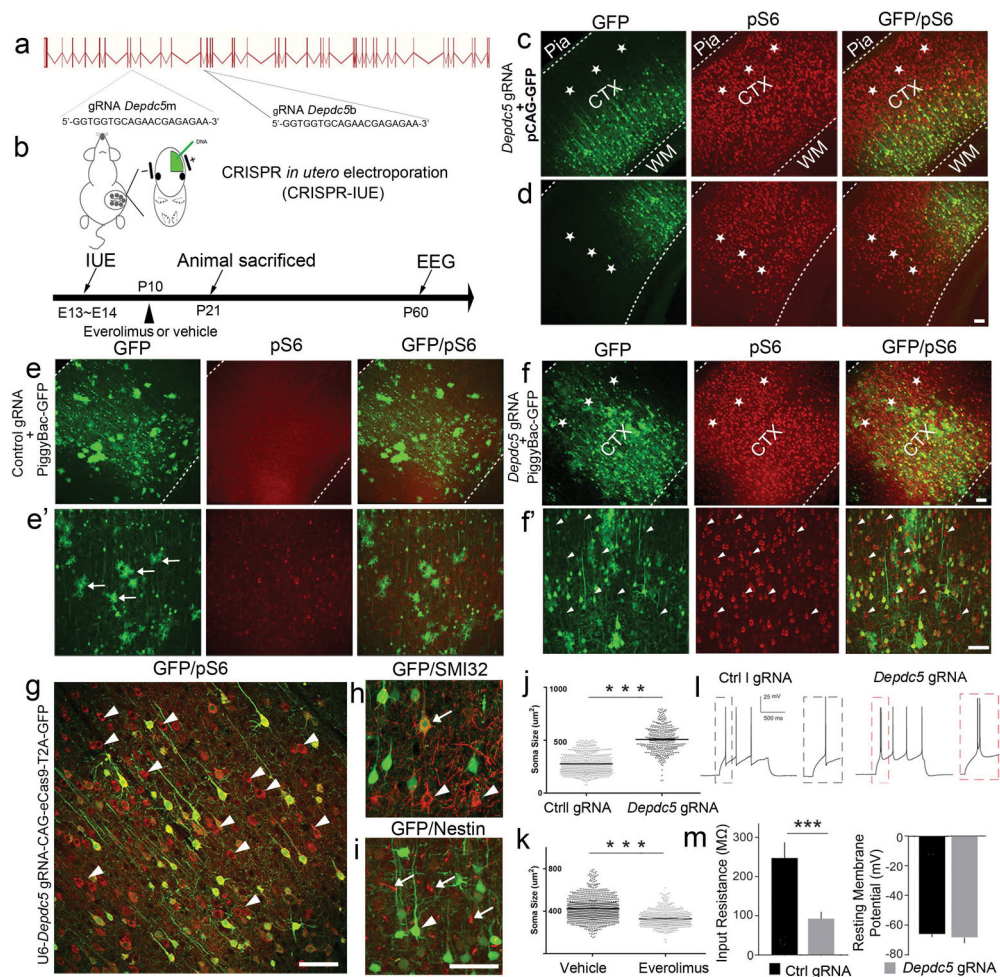 a
gRNA Depdc5m
5'-GGTGGTGCAGAACGAGAGAA-3'
gRNA Depdc5b
5'-GGTGGTGCAGAACGAGAGAA-3'
b
DNA
- +
CRISPR in utero electroporation
(CRISPR-IUE)
IUE
P10
Animal sacrificed
EEG
E13~E14
P21
P60
Everolimus or vehicle
GFP pS6 GFP/pS6
c
Depdc5 gRNA
+
pCAG-GFP
Pia CTX WM
Pia CTX WM
Pia CTX WM
d
GFP pS6 GFP/pS6
e
Control gRNA
+
PiggyBac-GFP
e'
GFP pS6 GFP/pS6
f
Depdc5 gRNA
+
PiggyBac-GFP
CTX CTX CTX
f'
GFP/pS6
g
U6-Depdc5 gRNA-CAG-eCas9-T2A-GFP
GFP/SMI32
h
GFP/Nestin
i
j
* * *
Soma Size (um²)
1000
500
0
CtrlI gRNA Depdc5 gRNA
k
* * *
Soma Size (um²)
800
400
Vehicle Everolimus
l
Ctrl I gRNA
Depdc5 gRNA
25 mV
500 ms
m
***
Input Resistance (MΩ)
300
200
100
0
Resting Membrane
Potential (mV)
0
-20
-40
-60
-80
Ctrl gRNA
Depdc5 gRNA